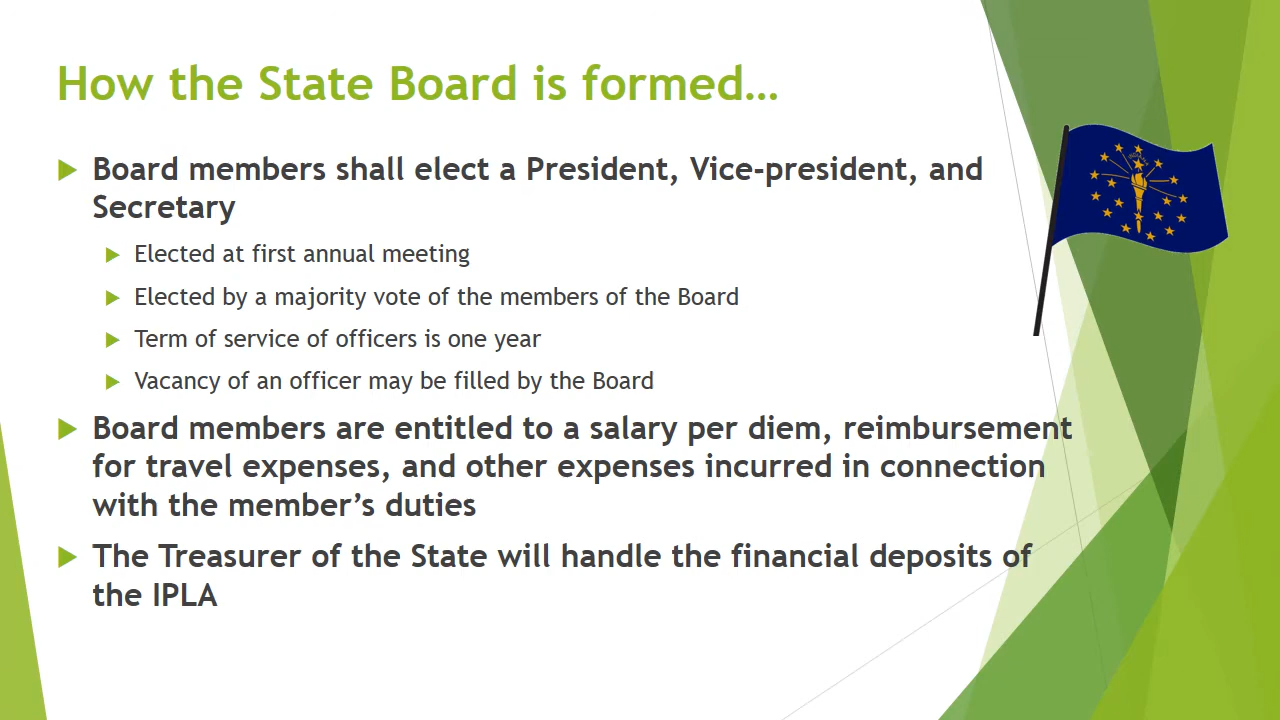 How the State Board is formed…
Board members shall elect a President, Vice-president, and
Secretary
Elected at first annual meeting
Elected by a majority vote of the members of the Board
Term of service of officers is one year
Vacancy of an officer may be filled by the Board
Board members are entitled to a salary per diem, reimbursement
for travel expenses, and other expenses incurred in connection
with the member’s duties
The Treasurer of the State will handle the financial deposits of
the IPLA